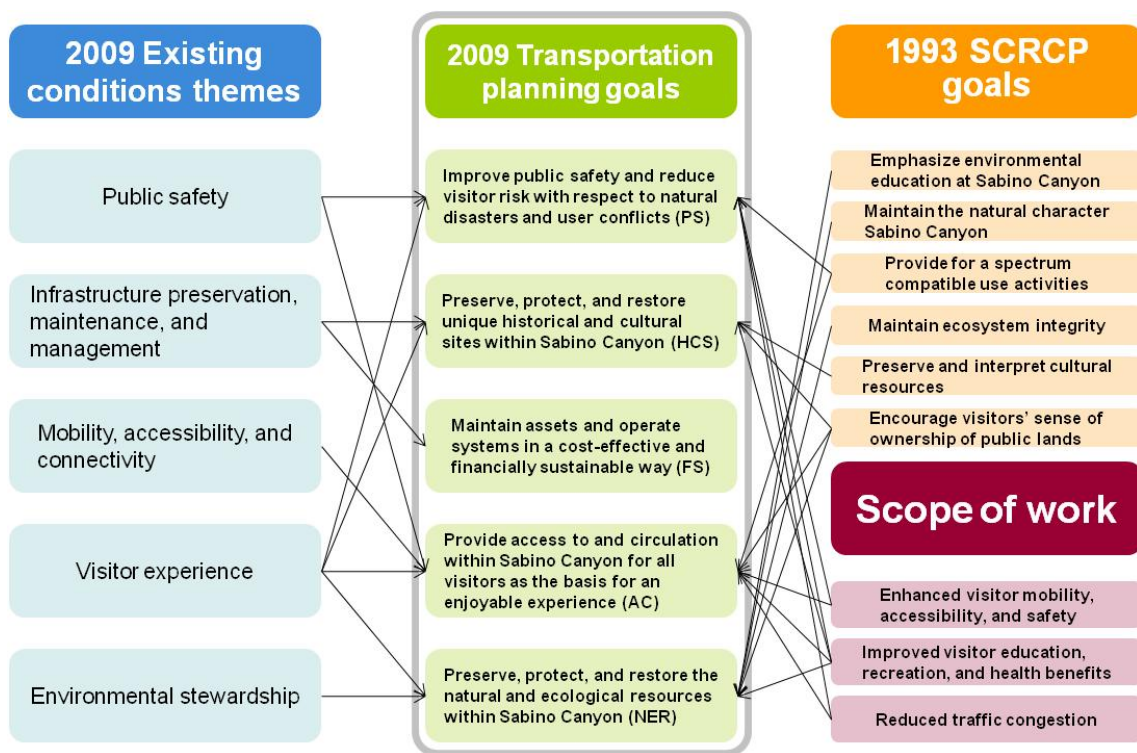 2009 Existing
conditions themes
Public safety
Infrastructure preservation,
maintenance, and
management
Mobility, accessibility, and
connectivity
Visitor experience
Environmental stewardship
2009 Transportation
planning goals
Improve public safety and reduce
visitor risk with respect to natural
disasters and user conflicts (PS)
Preserve, protect, and restore
unique historical and cultural
sites within Sabino Canyon (HCS)
Maintain assets and operate
systems in a cost-effective and
financially sustainable way (FS)
Provide access to and circulation
within Sabino Canyon for all
visitors as the basis for an
enjoyable experience (AC)
Preserve, protect, and restore the
natural and ecological resources
within Sabino Canyon (NER)
1993 SCRCP
goals
Emphasize environmental
education at Sabino Canyon
Maintain the natural character
Sabino Canyon
Provide for a spectrum
compatible use activities
Maintain ecosystem integrity
Preserve and interpret cultural
resources
Encourage visitors’ sense of
ownership of public lands
Scope of work
Enhanced visitor mobility,
accessibility, and safety
Improved visitor education,
recreation, and health benefits
Reduced traffic congestion